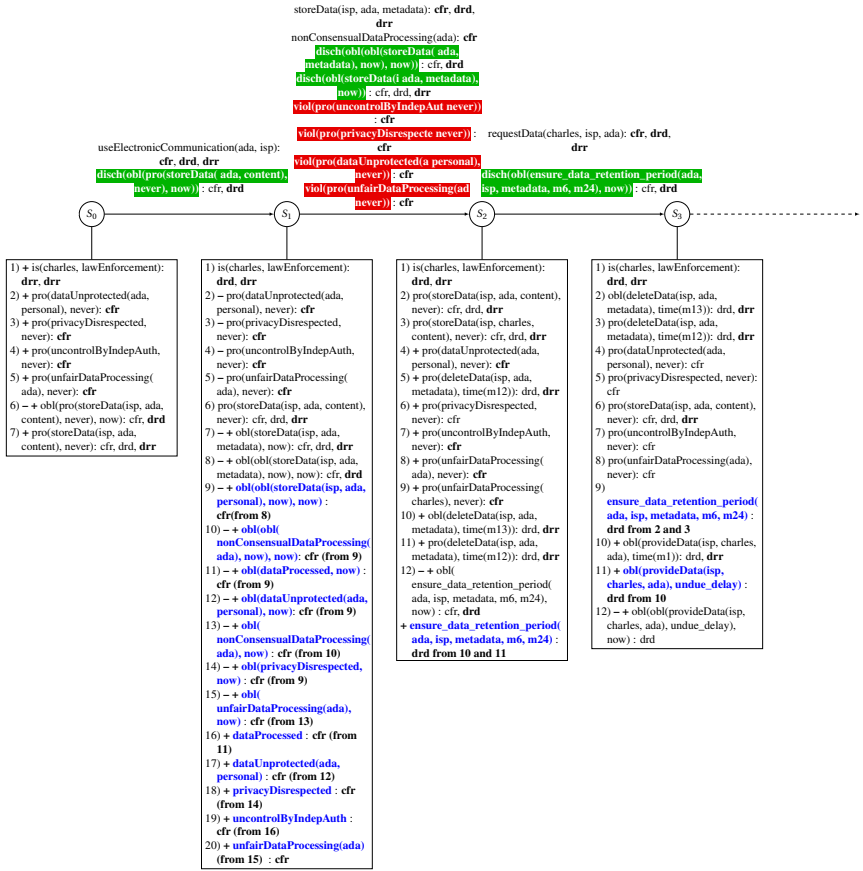 storeData(isp, ada, metadata): cfr, drd,
drr
nonConsensualDataProcessing(ada): cfr
disch(obl(obl(storeData( ada,
metadata), now), now)) : cfr, drd
disch(obl(storeData(i ada, metadata),
now)) : cfr, drd, drr
viol(pro(uncontrolByIndepAut never))
: cfr
viol(pro(privacyDisrespecte never)) :
cfr
viol(pro(dataUnprotected(a personal),
never)) : cfr
viol(pro(unfairDataProcessing(ad
never)) : cfr
useElectronicCommunication(ada, isp):
cfr, drd, drr
disch(obl(pro(storeData( ada, content),
never), now)) : cfr, drd
requestData(charles, isp, ada): cfr, drd,
drr
disch(obl(ensure_data_retention_period(ada,
isp, metadata, m6, m24), now)) : cfr, drd
S0
S1
S2
S3
1) + is(charles, lawEnforcement):
drr, drr
2) + pro(dataUnprotected(ada,
personal), never): cfr
3) + pro(privacyDisrespected,
never): cfr
4) + pro(uncontrolByIndepAuth,
never): cfr
5) + pro(unfairDataProcessing(
ada), never): cfr
6) − + obl(pro(storeData(isp, ada,
content), never), now): cfr, drd
7) + pro(storeData(isp, ada,
content), never): cfr, drd, drr
1) is(charles, lawEnforcement):
drd, drr
2) − pro(dataUnprotected(ada,
personal), never): cfr
3) − pro(privacyDisrespected,
never): cfr
4) − pro(uncontrolByIndepAuth,
never): cfr
5) − pro(unfairDataProcessing(
ada), never): cfr
6) pro(storeData(isp, ada, content),
never): cfr, drd, drr
7) − + obl(storeData(isp, ada,
metadata), now): cfr, drd, drr
8) − + obl(obl(storeData(isp, ada,
metadata), now), now): cfr, drd
9) − + obl(obl(storeData(isp, ada,
personal), now), now) :
cfr(from 8)
10) − + obl(obl(
nonConsensualDataProcessing(
ada), now), now): cfr (from 9)
11) − + obl(dataProcessed, now) :
cfr (from 9)
12) − + obl(dataUnprotected(ada,
personal), now): cfr (from 9)
13) − + obl(
nonConsensualDataProcessing(
ada), now) : cfr (from 10)
14) − + obl(privacyDisrespected,
now) : cfr (from 9)
15) − + obl(
unfairDataProcessing(ada),
now) : cfr (from 13)
16) + dataProcessed : cfr (from
11)
17) + dataUnprotected(ada,
personal) : cfr (from 12)
18) + privacyDisrespected : cfr
(from 14)
19) + uncontrolByIndepAuth :
cfr (from 16)
20) + unfairDataProcessing(ada)
(from 15) : cfr
1) is(charles, lawEnforcement):
drd, drr
2) pro(storeData(isp, ada, content),
never): cfr, drd, drr
3) pro(storeData(isp, charles,
content), never): cfr, drd, drr
4) + pro(dataUnprotected(ada,
personal), never): cfr
5) + pro(deleteData(isp, ada,
metadata), time(m12)): drd, drr
6) + pro(privacyDisrespected,
never): cfr
7) + pro(uncontrolByIndepAuth,
never): cfr
8) + pro(unfairDataProcessing(
ada), never): cfr
9) + pro(unfairDataProcessing(
charles), never): cfr
10) + obl(deleteData(isp, ada,
metadata), time(m13)): drd, drr
11) + pro(deleteData(isp, ada,
metadata), time(m12)): drd, drr
12) − + obl(
ensure_data_retention_period(
ada, isp, metadata, m6, m24),
now) : cfr, drd
+ ensure_data_retention_period(
ada, isp, metadata, m6, m24) :
drd from 10 and 11
1) is(charles, lawEnforcement):
drd, drr
2) obl(deleteData(isp, ada,
metadata), time(m13)): drd, drr
3) pro(deleteData(isp, ada,
metadata), time(m12)): drd, drr
4) pro(dataUnprotected(ada,
personal), never): cfr
5) pro(privacyDisrespected, never):
cfr
6) pro(storeData(isp, ada, content),
never): cfr, drd, drr
7) pro(uncontrolByIndepAuth,
never): cfr
8) pro(unfairDataProcessing(ada),
never): cfr
9)
ensure_data_retention_period(
ada, isp, metadata, m6, m24) :
drd from 2 and 3
10) + obl(provideData(isp, charles,
ada), time(m1)): drd, drr
11) + obl(provideData(isp,
charles, ada), undue_delay) :
drd from 10
12) − + obl(obl(provideData(isp,
charles, ada), undue_delay),
now) : drd